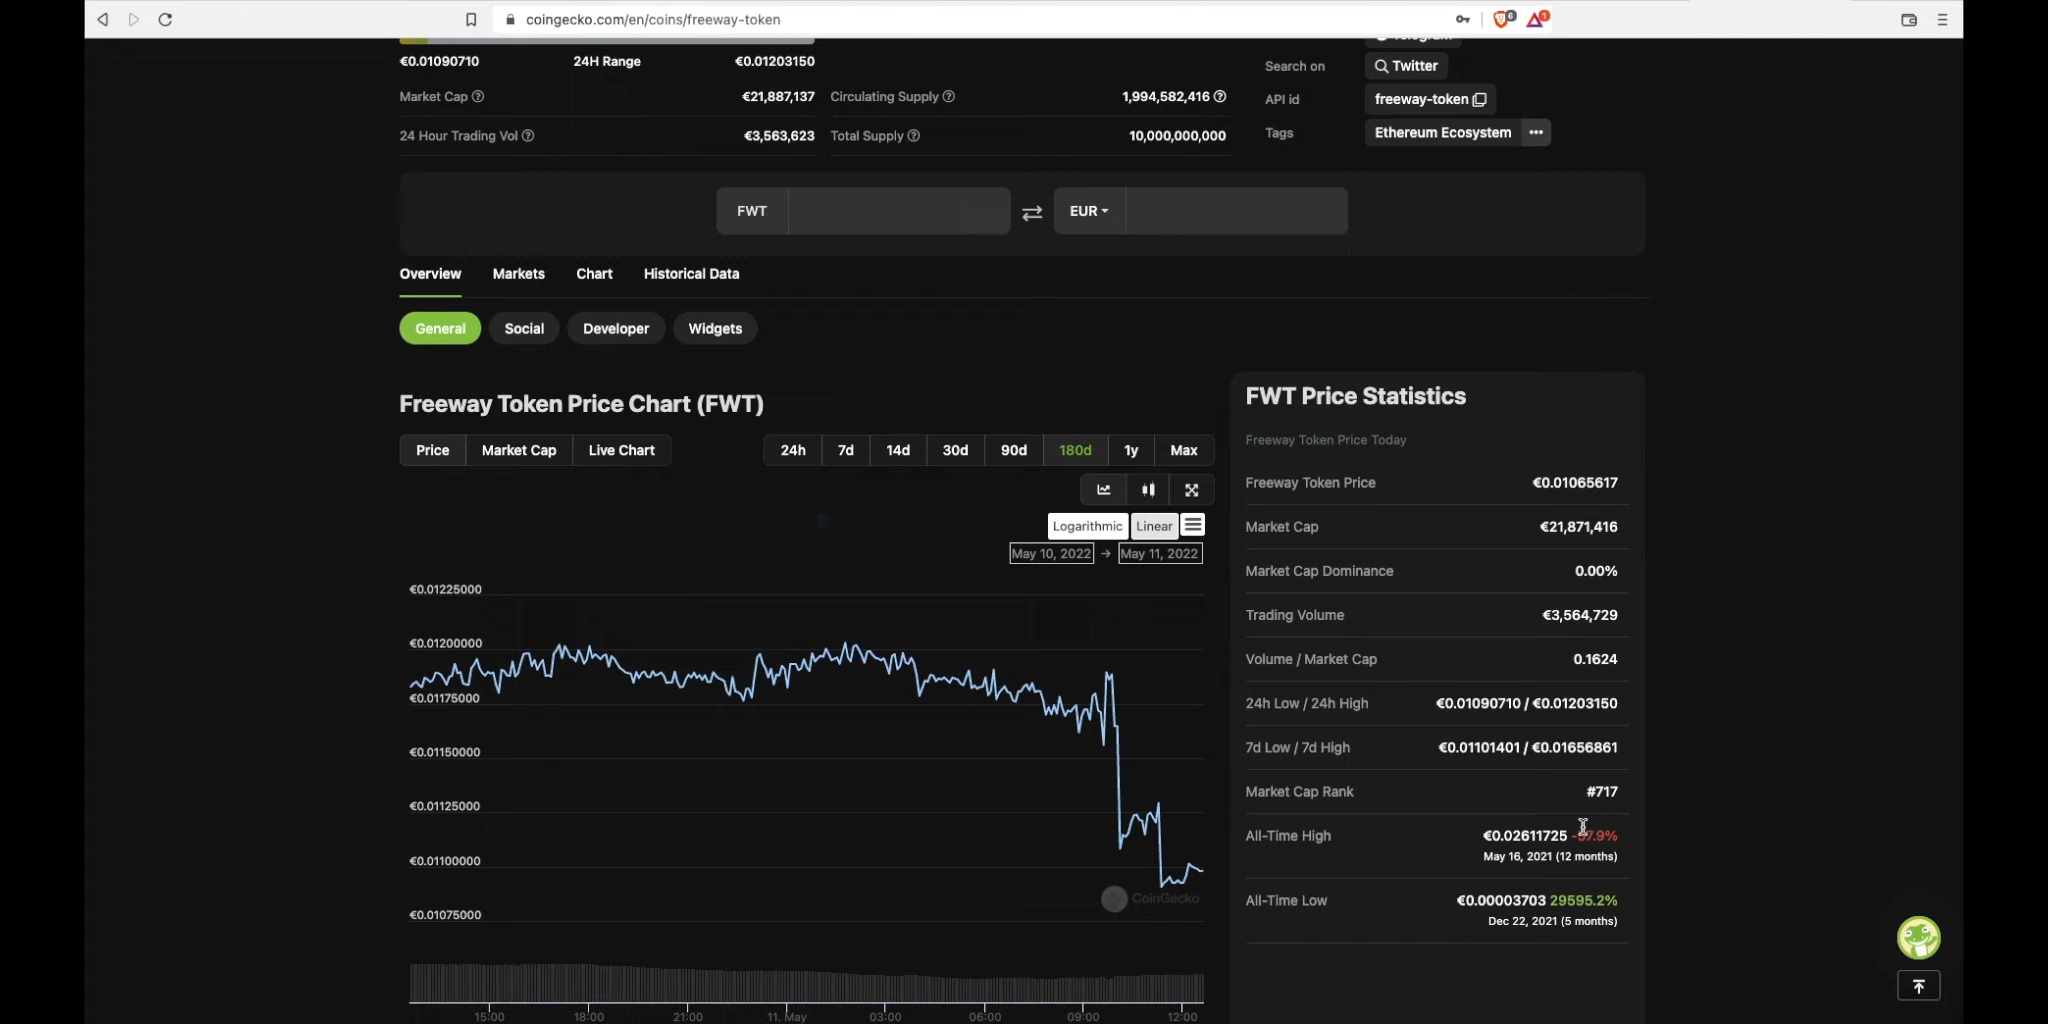 coingecko.com/en/coins/freeway-token
6
1
€0.01090710 24H Range €0.01203150
Market Cap €21,887,137
24 Hour Trading Vol €3,563,623
Circulating Supply 1,994,582,416
Total Supply 10,000,000,000
Telegram
Search on Twitter
API id freeway-token
Tags Ethereum Ecosystem
FWT EUR
Overview Markets Chart Historical Data
General Social Developer Widgets
Freeway Token Price Chart (FWT)
Price Market Cap Live Chart 24h 7d 14d 30d 90d 180d 1y Max
Logarithmic Linear
May 10, 2022 → May 11, 2022
€0.01225000
€0.01200000
€0.01175000
€0.01150000
€0.01125000
€0.01100000
€0.01075000
CoinGecko
15:00 18:00 21:00 11. May 03:00 06:00 09:00 12:00
FWT Price Statistics
Freeway Token Price Today
Freeway Token Price €0.01065617
Market Cap €21,871,416
Market Cap Dominance 0.00%
Trading Volume €3,564,729
Volume / Market Cap 0.1624
24h Low / 24h High €0.01090710 / €0.01203150
7d Low / 7d High €0.01101401 / €0.01656861
Market Cap Rank #717
All-Time High €0.02611725
May 16, 2021 (12 months)
All-Time Low €0.00003703 29595.2%
Dec 22, 2021 (5 months)